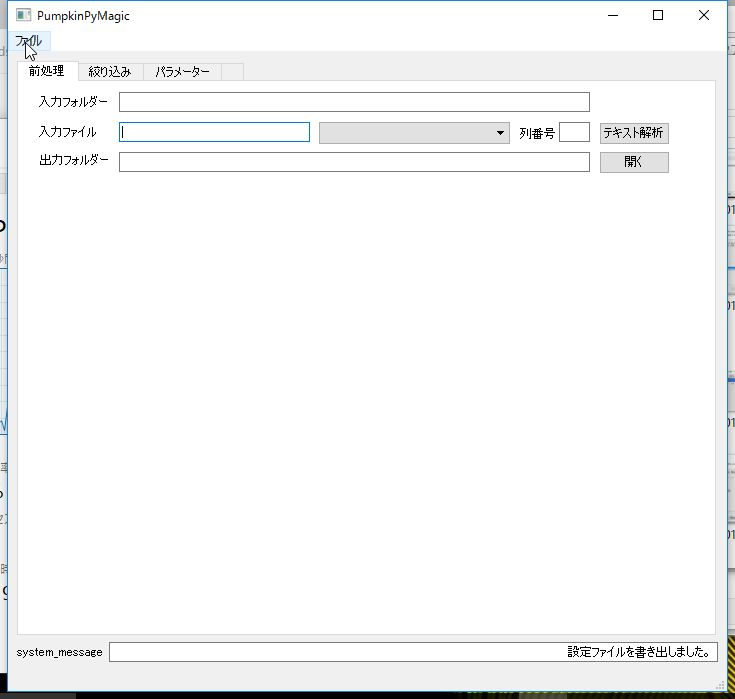 PumpkinPyMagic
ファイル
前処理 絞り込み パラメーター
入力フォルダー
入力ファイル 列番号 テキスト解析
出力フォルダー 開く
system_message 設定ファイルを書き出しました。